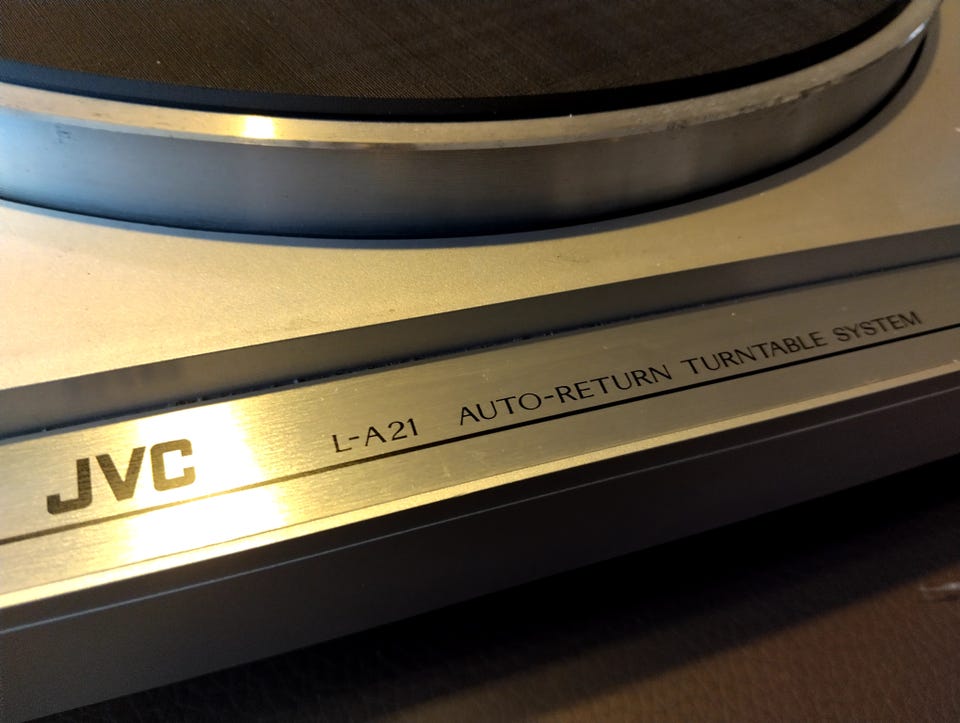 JVC L-A21 AUTO-RETURN TURNTABLE SYSTEM